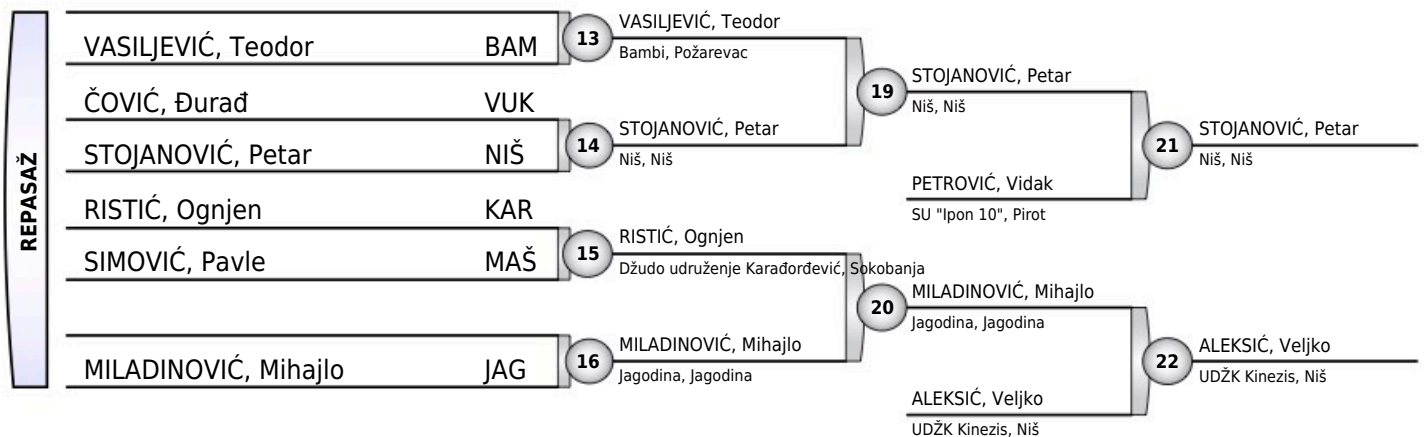 REPASAŽ
VASILJEVIĆ, Teodor BAM
ČOVIĆ, Đurađ VUK
STOJANOVIĆ, Petar NIŠ
RISTIĆ, Ognjen KAR
SIMOVIĆ, Pavle MAŠ
MILADINOVIĆ, Mihajlo JAG
13
VASILJEVIĆ, Teodor
Bambi, Požarevac
14
STOJANOVIĆ, Petar
Niš, Niš
15
RISTIĆ, Ognjen
Džudo udruženje Karađorđević, Sokobanja
16
MILADINOVIĆ, Mihajlo
Jagodina, Jagodina
19
STOJANOVIĆ, Petar
Niš, Niš
PETROVIĆ, Vidak
SU "Ipon 10", Pirot
20
MILADINOVIĆ, Mihajlo
Jagodina, Jagodina
ALEKSIĆ, Veljko
UDŽK Kinezis, Niš
21
STOJANOVIĆ, Petar
Niš, Niš
22
ALEKSIĆ, Veljko
UDŽK Kinezis, Niš